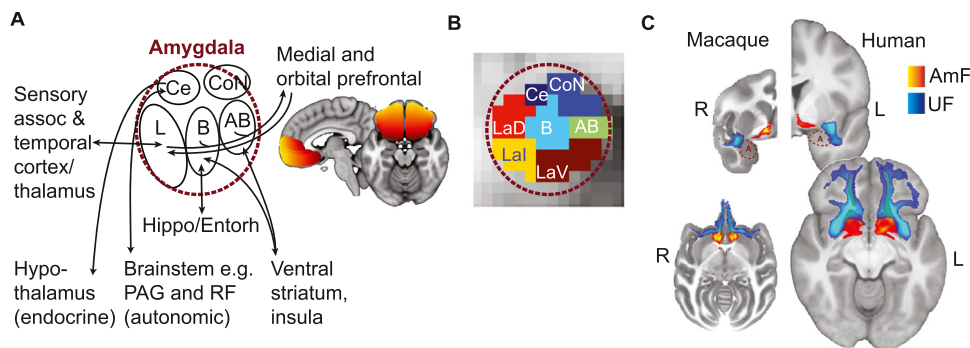 A
Amygdala
Ce
CoN
L
B
AB
Medial and
orbital prefrontal
Sensory
assoc &
temporal
cortex/
thalamus
Hippo/Entorh
Hypo-
thalamus
(endocrine)
Brainstem e.g.
PAG and RF
(autonomic)
Ventral
striatum,
insula
B
CoN
Ce
LaD
B
AB
LaI
LaV
C
Macaque
Human
AmF
UF
R
L
A
A
R
L